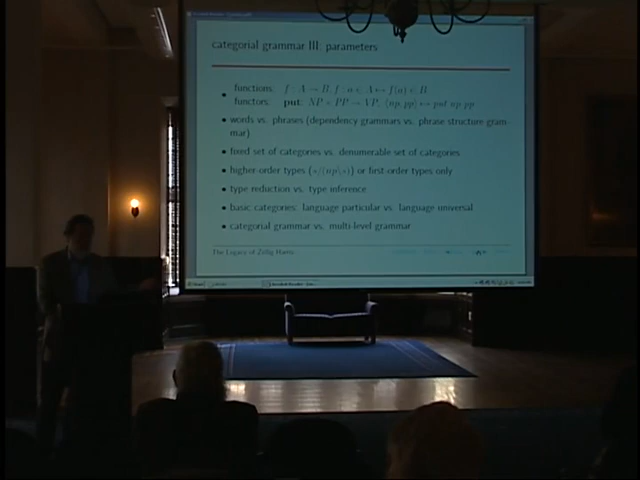 categorial grammar III: parameters
functions: f : A → B, f : a ∈ A ↦ f(a) ∈ B
functors: put: NP × PP → VP, ⟨np, pp⟩ ↦ put np pp
• words vs. phrases (dependency grammars vs. phrase structure gram-
mar)
• fixed set of categories vs. denumerable set of categories
• higher-order types (s/(np\s)) or first-order types only
• type reduction vs. type inference
• basic categories: language particular vs. language universal
• categorial grammar vs. multi-level grammar
The Legacy of Zellig Harris